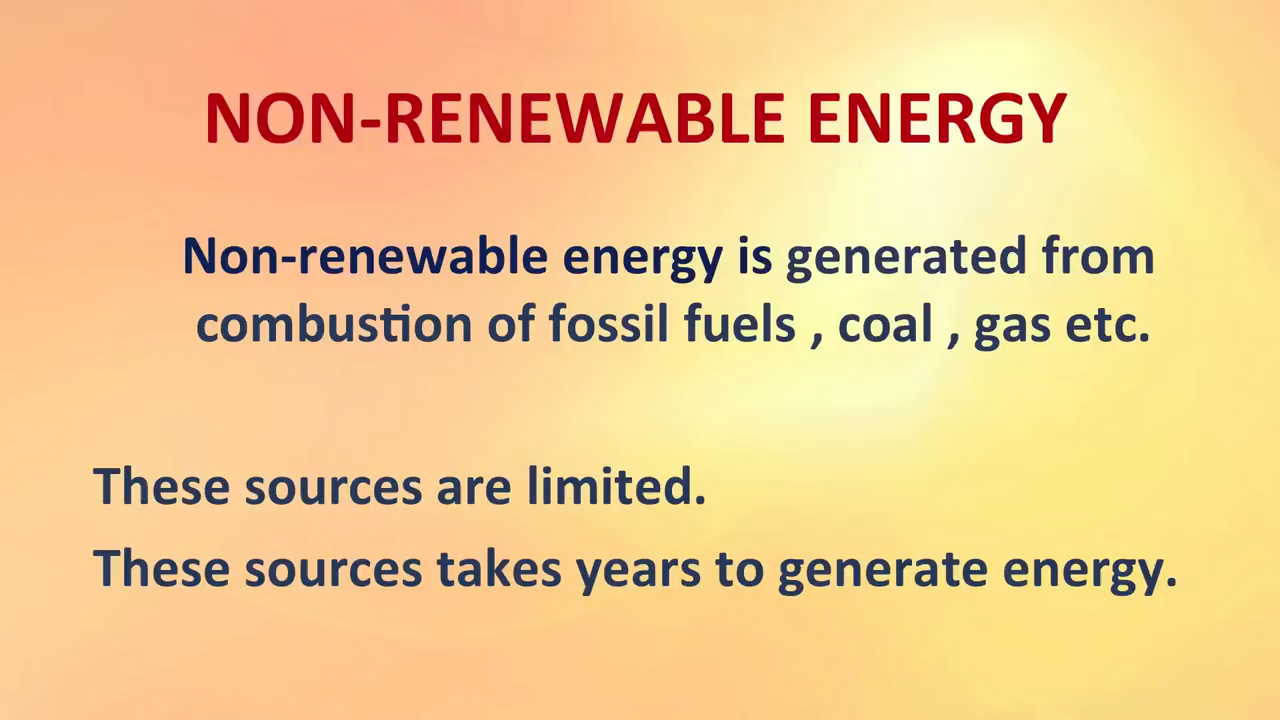 NON-RENEWABLE ENERGY
Non-renewable energy is generated from
combustion of fossil fuels , coal , gas etc.
These sources are limited.
These sources takes years to generate energy.